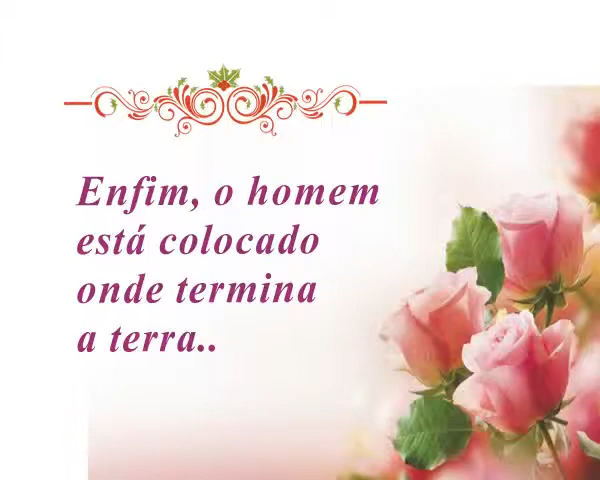 Enfim, o homem
está colocado
onde termina
a terra..